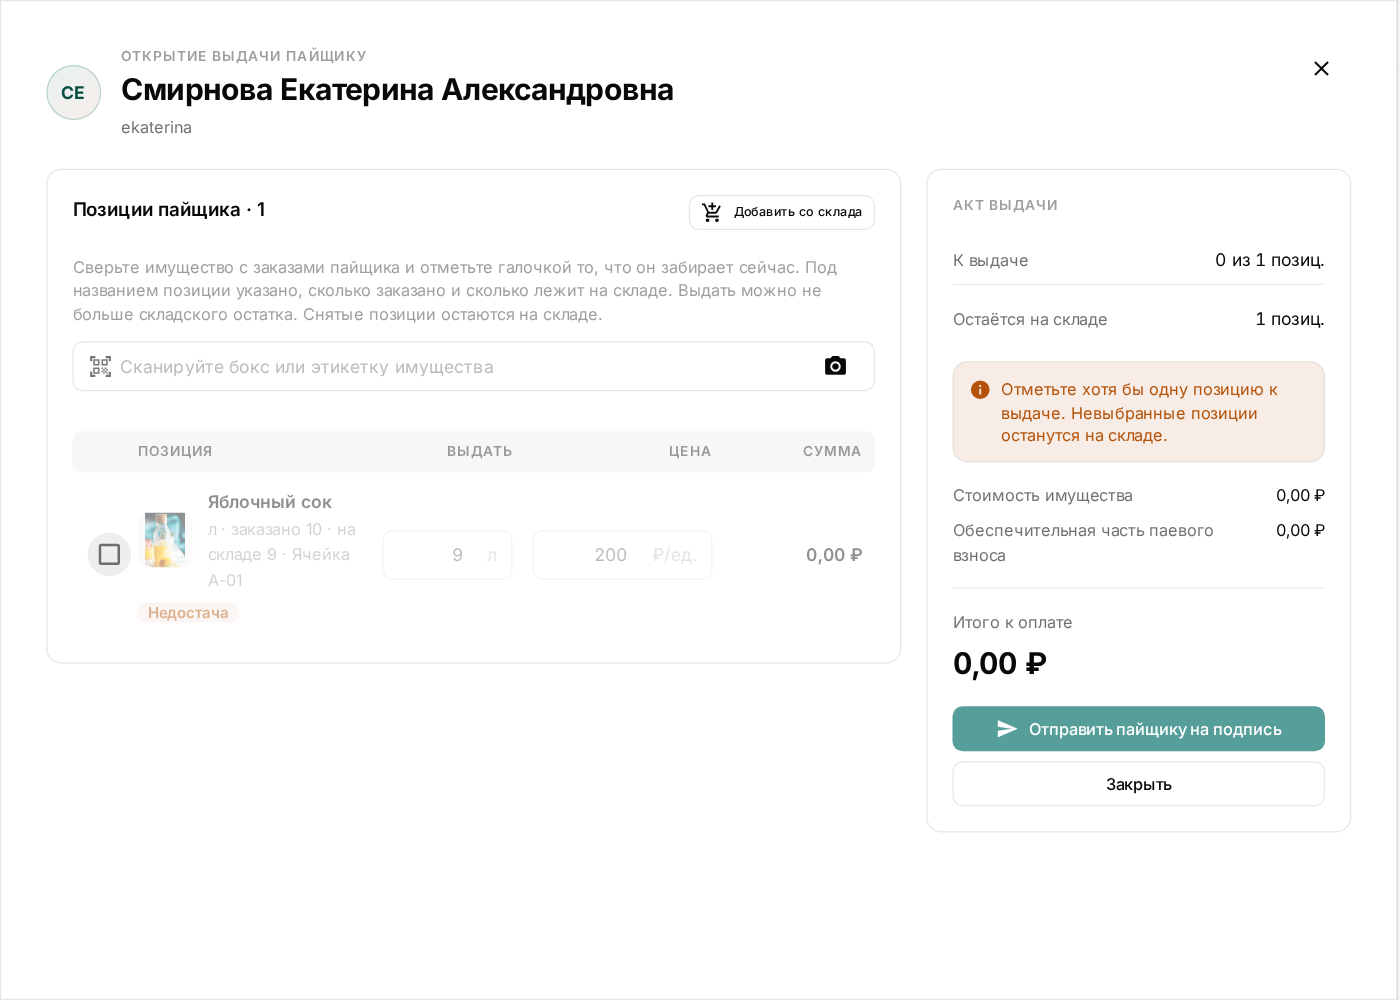 ОТКРЫТИЕ ВЫДАЧИ ПАЙЩИКУ
СЕ
Смирнова Екатерина Александровна
ekaterina
Позиции пайщика · 1
Добавить со склада
Сверьте имущество с заказами пайщика и отметьте галочкой то, что он забирает сейчас. Под
названием позиции указано, сколько заказано и сколько лежит на складе. Выдать можно не
больше складского остатка. Снятые позиции остаются на складе.
Сканируйте бокс или этикетку имущества
ПОЗИЦИЯ ВЫДАТЬ ЦЕНА СУММА
Яблочный сок
л · заказано 10 · на
складе 9 · Ячейка
А-01
9 л 200 ₽/ед. 0,00 ₽
Недостача
АКТ ВЫДАЧИ
К выдаче 0 из 1 позиц.
Остаётся на складе 1 позиц.
Отметьте хотя бы одну позицию к
выдаче. Невыбранные позиции
останутся на складе.
Стоимость имущества 0,00 ₽
Обеспечительная часть паевого 0,00 ₽
взноса
Итого к оплате
0,00 ₽
Отправить пайщику на подпись
Закрыть